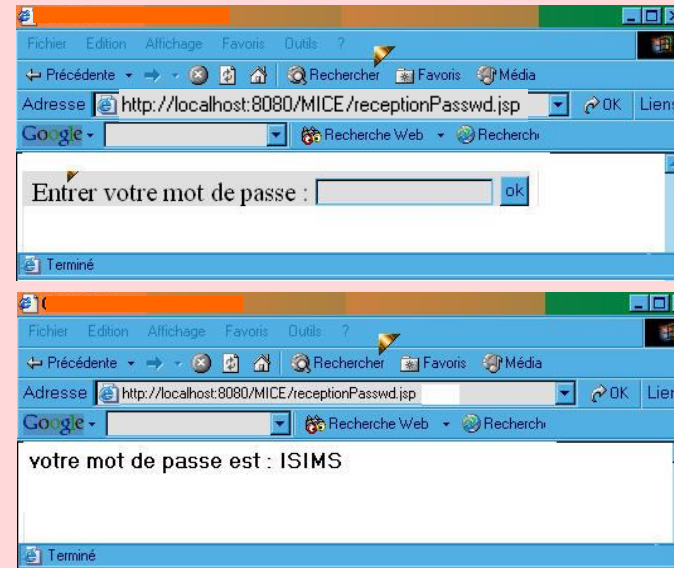 Fichier Edition Affichage Favoris Outils ?
Précédente Rechercher Favoris Média
Adresse http://localhost:8080/MICE/receptionPasswd.jsp OK Liens
Google Recherche Web Recherch
Entrer votre mot de passe : ok
Terminé
Fichier Edition Affichage Favoris Outils ?
Précédente Rechercher Favoris Média
Adresse http://localhost:8080/MICE/receptionPasswd.jsp OK Lier
Google Recherche Web Recherch
votre mot de passe est : ISIMS
Terminé